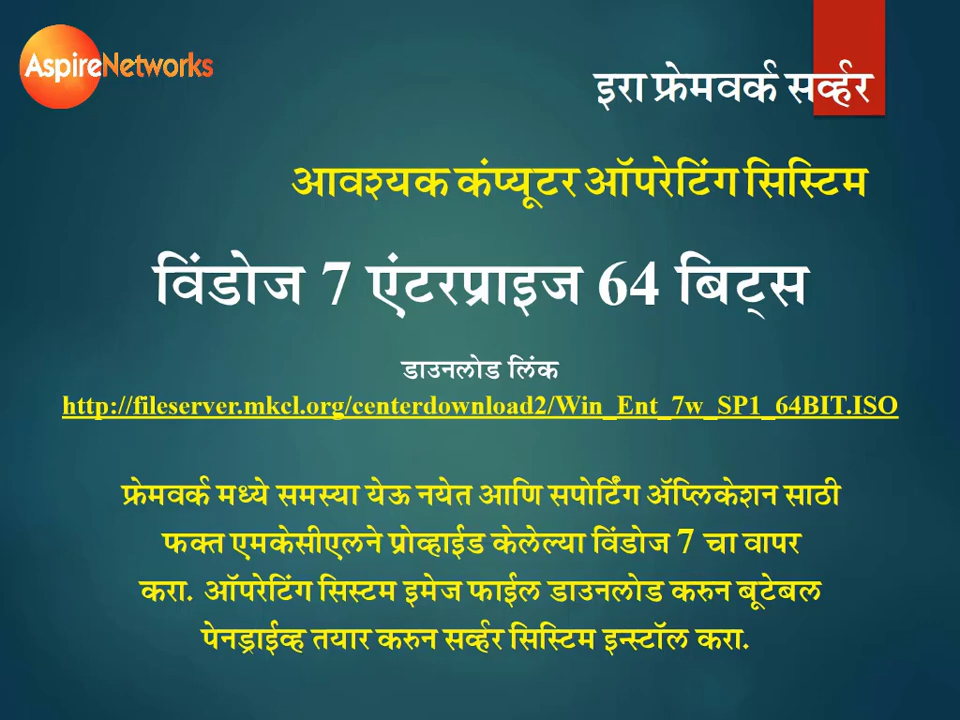 AspireNetworks
इरा फ्रेमवर्क सर्व्हर
आवश्यक कंप्यूटर ऑपरेटिंग सिस्टिम
विंडोज 7 एंटरप्राइज 64 बिट्स
डाउनलोड लिंक
http://fileserver.mkcl.org/centerdownload2/Win_Ent_7w_SP1_64BIT.ISO
फ्रेमवर्क मध्ये समस्या येऊ नयेत आणि सपोर्टिंग ॲप्लिकेशन साठी
फक्त एमकेसीएलने प्रोव्हाईड केलेल्या विंडोज 7 चा वापर
करा. ऑपरेटिंग सिस्टम इमेज फाईल डाउनलोड करुन बूटेबल
पेनड्राईव्ह तयार करुन सर्व्हर सिस्टिम इन्स्टॉल करा.